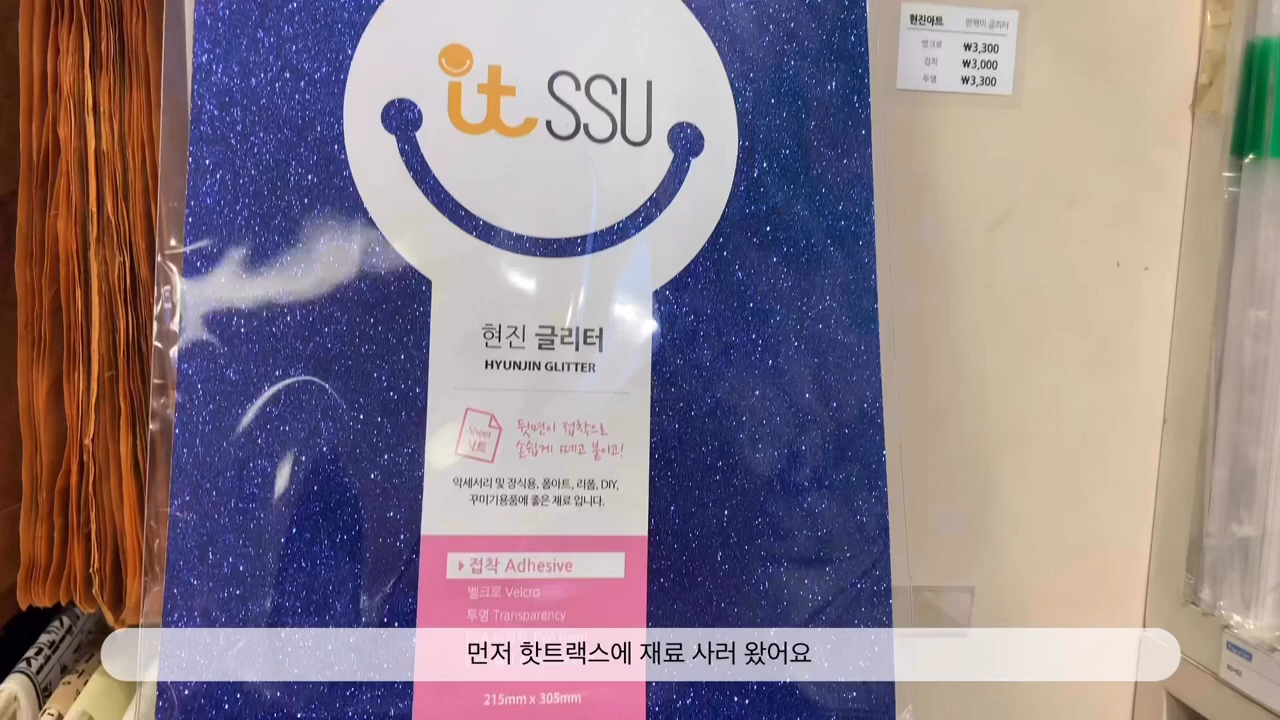 it SSU
현진 글리터
HYUNJIN GLITTER
Sheet
시트
뒷면이 접착으로
손쉽게 떼고 붙이고!
악세서리 및 장식용, 폼아트, 리폼, DIY,
꾸미기용품에 좋은 재료 입니다.
접착 Adhesive
벨크로 Velcro
투명 Transparency
215mm x 305mm
현진아트
벨크로 ₩3,300
접착 ₩3,000
투명 ₩3,300
먼저 핫트랙스에 재료 사러 왔어요